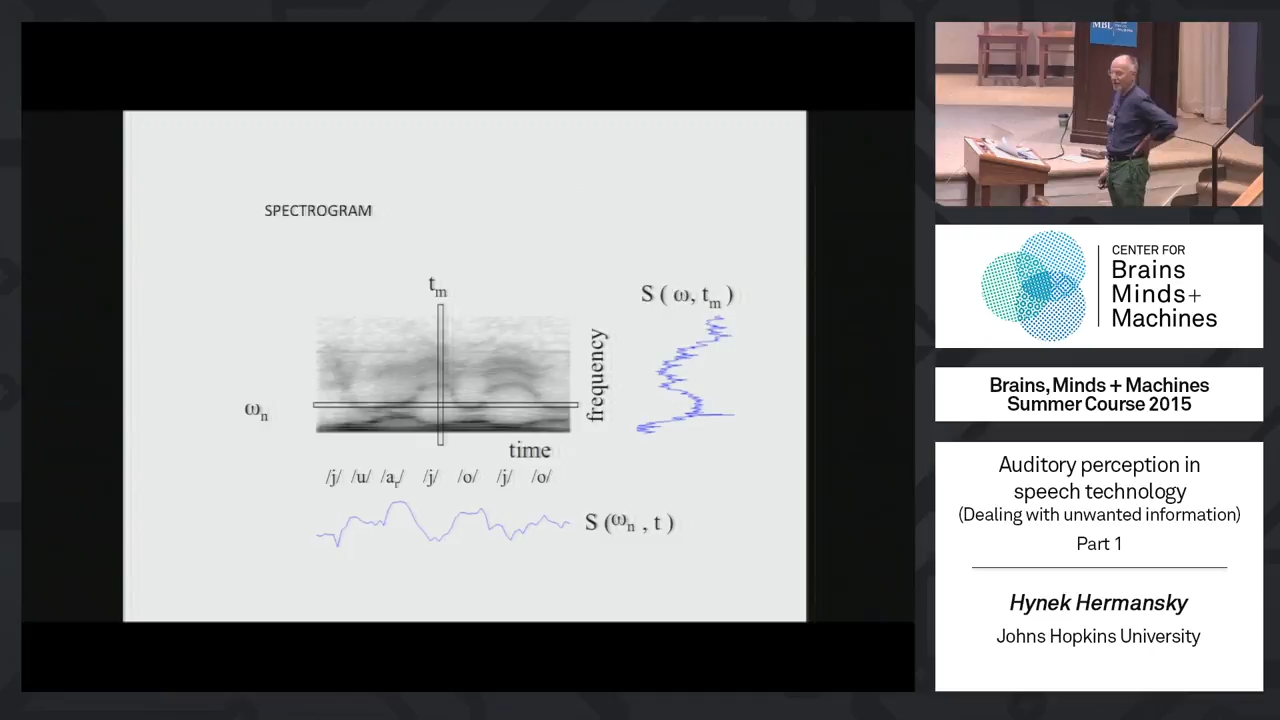 SPECTROGRAM
t_m
S ( ω, t_m )
frequency
ω_n
time
/j/ /u/ /a_r/ /j/ /o/ /j/ /o/
S (ω_n , t )
MBL
CENTER FOR
Brains
Minds+
Machines
Brains, Minds + Machines
Summer Course 2015
Auditory perception in
speech technology
(Dealing with unwanted information)
Part 1
Hynek Hermansky
Johns Hopkins University